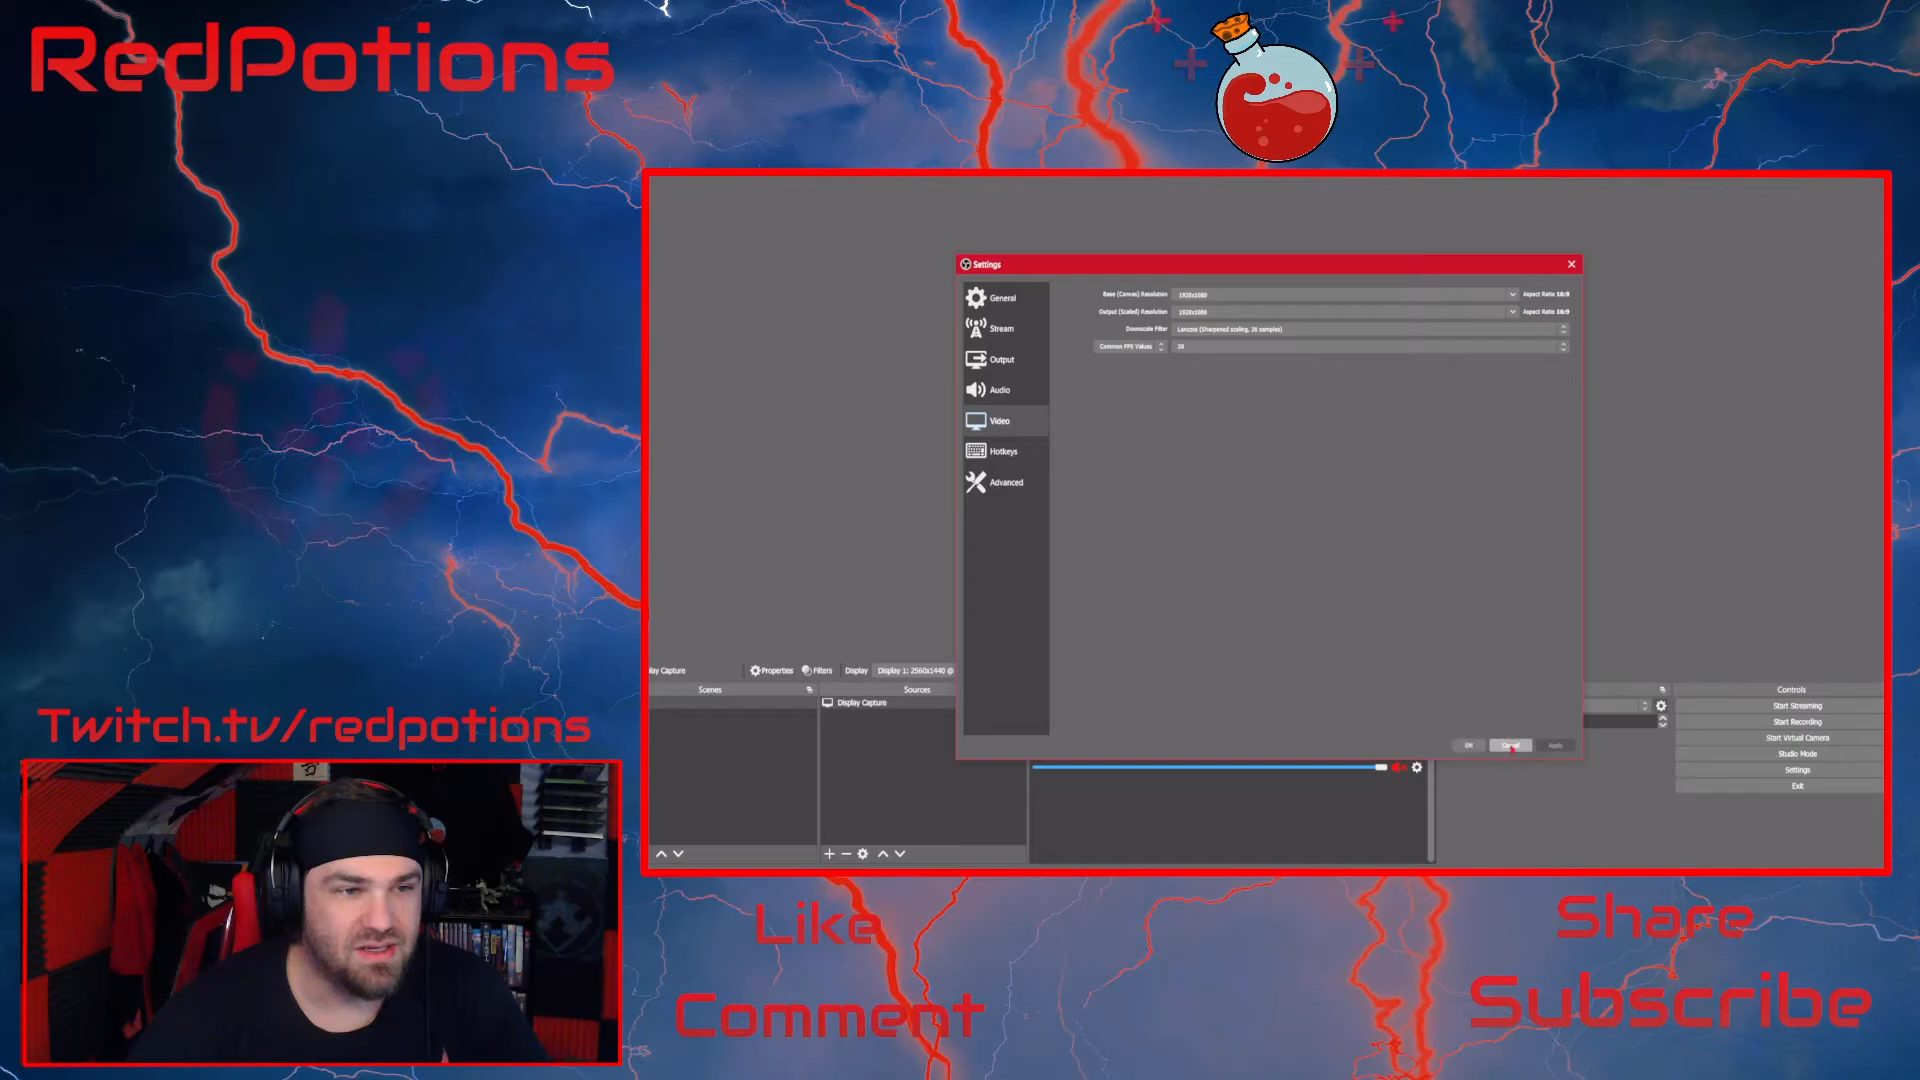 RedPotions
Settings
General
Stream
Output
Audio
Video
Hotkeys
Advanced
Base (Canvas) Resolution 1920x1080 Aspect Ratio 16:9
Output (Scaled) Resolution 1920x1080 Aspect Ratio 16:9
Downscale Filter Lanczos (Sharpened scaling, 36 samples)
Common FPS Values 30
OK Cancel Apply
lay Capture Properties Filters Display Display 1: 2560x1440 @
Scenes Sources Controls
Display Capture
Start Streaming
Start Recording
Start Virtual Camera
Studio Mode
Settings
Exit
Twitch.tv/redpotions
Like
Comment
Share
Subscribe